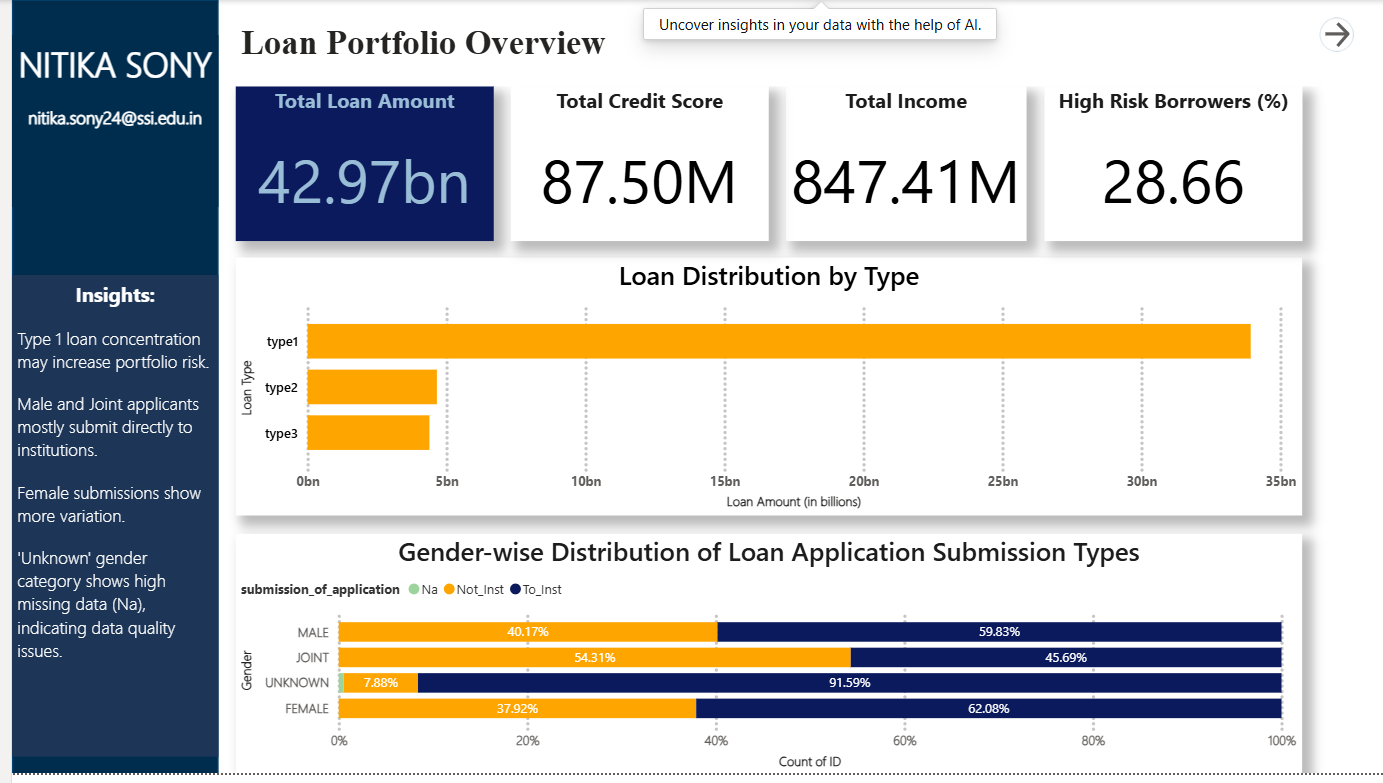 Uncover insights in your data with the help of AI.
Loan Portfolio Overview
NITIKA SONY
nitika.sony24@ssi.edu.in
Total Loan Amount
42.97bn
Total Credit Score
87.50M
Total Income
847.41M
High Risk Borrowers (%)
28.66
Insights:
Type 1 loan concentration
may increase portfolio risk.
Male and Joint applicants
mostly submit directly to
institutions.
Female submissions show
more variation.
'Unknown' gender
category shows high
missing data (Na),
indicating data quality
issues.
Loan Distribution by Type
Loan Type
type1
type2
type3
0bn 5bn 10bn 15bn 20bn 25bn 30bn 35bn
Loan Amount (in billions)
Gender-wise Distribution of Loan Application Submission Types
submission_of_application Na Not_Inst To_Inst
Gender
MALE 40.17% 59.83%
JOINT 54.31% 45.69%
UNKNOWN 7.88% 91.59%
FEMALE 37.92% 62.08%
0% 20% 40% 60% 80% 100%
Count of ID